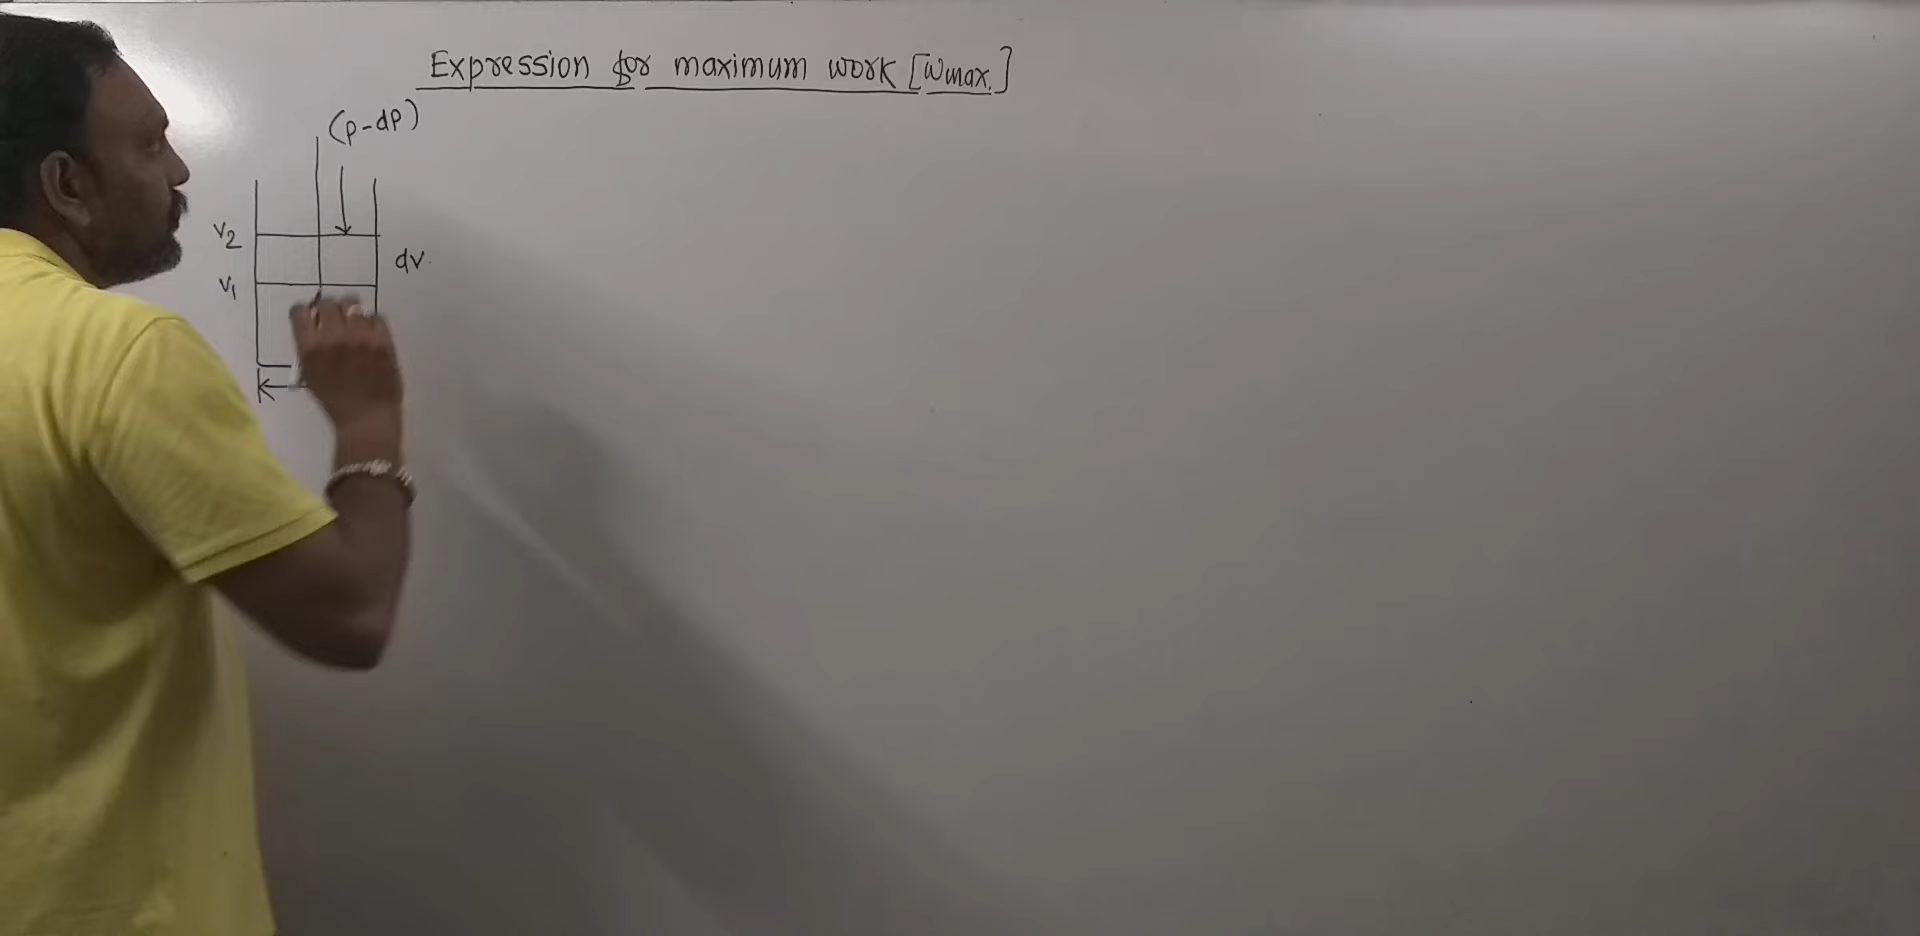 Expression for maximum work [Wmax.]
(P-dP)
V2
dv.
V1